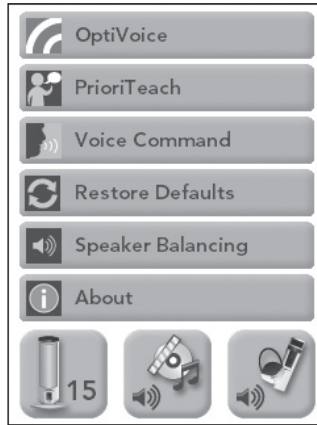 OptiVoice
PrioriTeach
Voice Command
Restore Defaults
Speaker Balancing
About
15